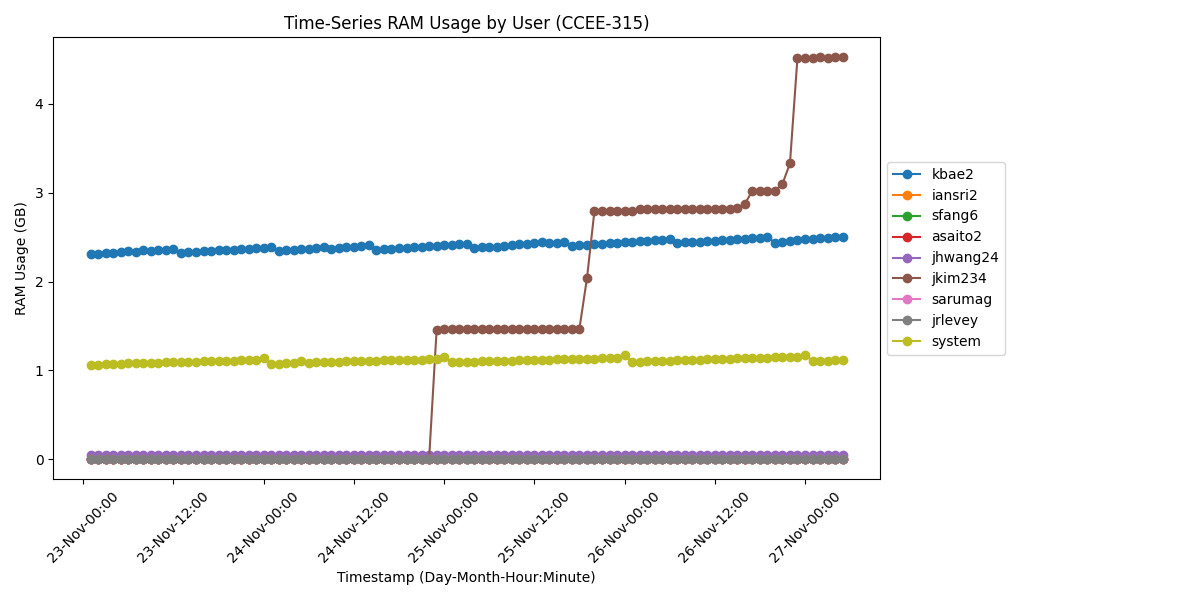 Time-Series RAM Usage by User (CCEE-315)
RAM Usage (GB)
4
3
2
1
0
23-Nov-00:00
23-Nov-12:00
24-Nov-00:00
24-Nov-12:00
25-Nov-00:00
25-Nov-12:00
26-Nov-00:00
26-Nov-12:00
27-Nov-00:00
Timestamp (Day-Month-Hour:Minute)
kbae2
iansri2
sfang6
asaito2
jhwang24
jkim234
sarumag
jrlevey
system